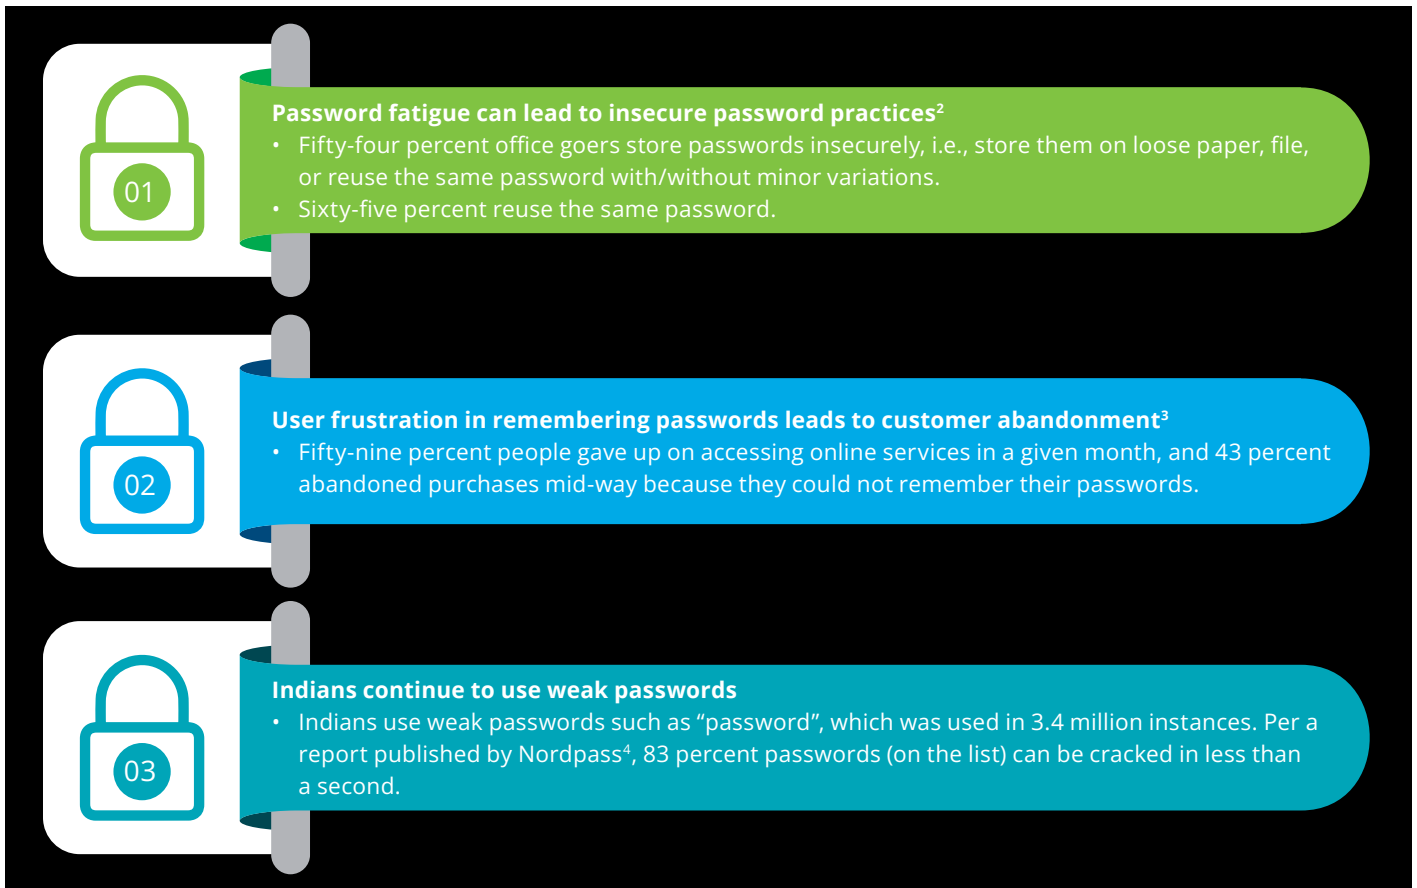 01
Password fatigue can lead to insecure password practices²
• Fifty-four percent office goers store passwords insecurely, i.e., store them on loose paper, file,
or reuse the same password with/without minor variations.
• Sixty-five percent reuse the same password.
02
User frustration in remembering passwords leads to customer abandonment³
• Fifty-nine percent people gave up on accessing online services in a given month, and 43 percent
abandoned purchases mid-way because they could not remember their passwords.
03
Indians continue to use weak passwords
• Indians use weak passwords such as “password”, which was used in 3.4 million instances. Per a
report published by Nordpass⁴, 83 percent passwords (on the list) can be cracked in less than
a second.